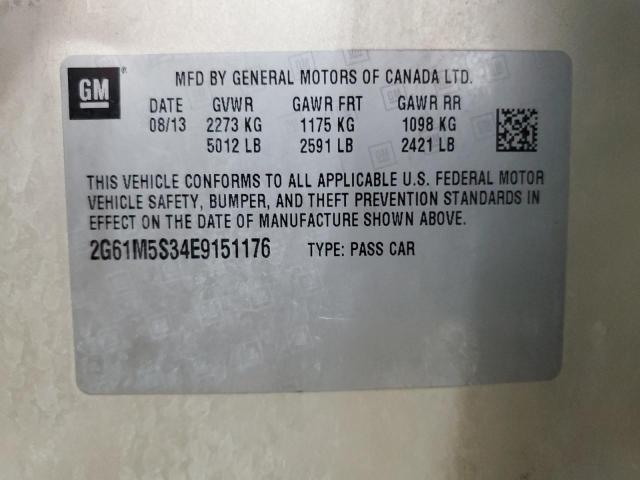 GM
MFD BY GENERAL MOTORS OF CANADA LTD.
DATE GVWR GAWR FRT GAWR RR
08/13 2273 KG 1175 KG 1098 KG
5012 LB 2591 LB 2421 LB
THIS VEHICLE CONFORMS TO ALL APPLICABLE U.S. FEDERAL MOTOR
VEHICLE SAFETY, BUMPER, AND THEFT PREVENTION STANDARDS IN
EFFECT ON THE DATE OF MANUFACTURE SHOWN ABOVE.
2G61M5S34E9151176 TYPE: PASS CAR